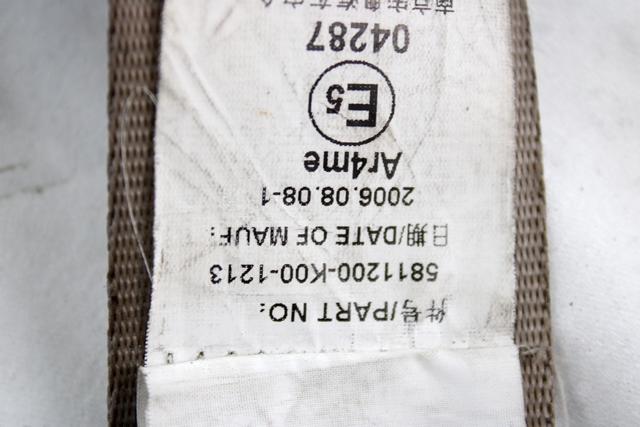 件号/PART NO:
5811200-K00-1213
日期/DATE OF MAUF:
2006.08.08-1
Ar4me
E5
04287